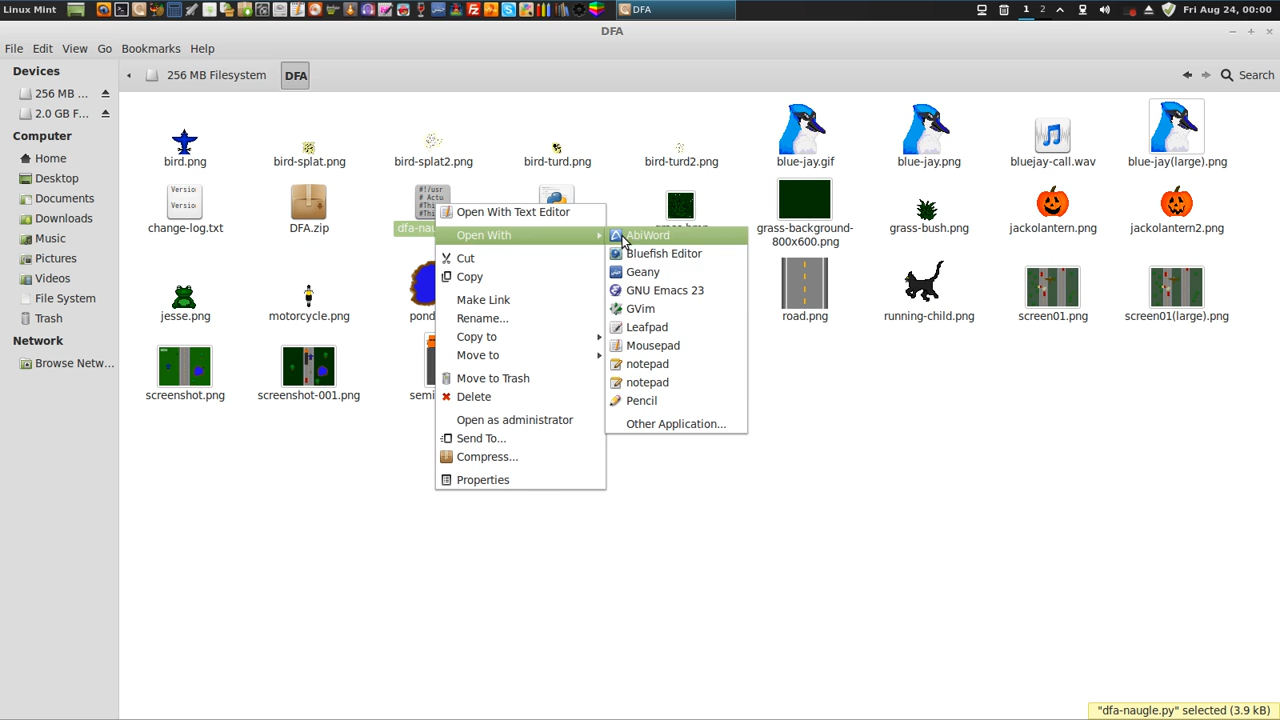 Linux Mint
DFA
Fri Aug 24, 00:00
1 2
DFA
File Edit View Go Bookmarks Help
Devices
256 MB ...
2.0 GB F...
Computer
Home
Desktop
Documents
Downloads
Music
Pictures
Videos
File System
Trash
Network
Browse Netw...
256 MB Filesystem
DFA
Search
bird.png
bird-splat.png
bird-splat2.png
bird-turd.png
bird-turd2.png
blue-jay.gif
blue-jay.png
bluejay-call.wav
blue-jay(large).png
change-log.txt
DFA.zip
grass-background-
800x600.png
grass-bush.png
jackolantern.png
jackolantern2.png
jesse.png
motorcycle.png
road.png
running-child.png
screen01.png
screen01(large).png
screenshot.png
screenshot-001.png
Open With Text Editor
Open With
Cut
Copy
Make Link
Rename...
Copy to
Move to
Move to Trash
Delete
Open as administrator
Send To...
Compress...
Properties
AbiWord
Bluefish Editor
Geany
GNU Emacs 23
GVim
Leafpad
Mousepad
notepad
notepad
Pencil
Other Application...
"dfa-naugle.py" selected (3.9 kB)